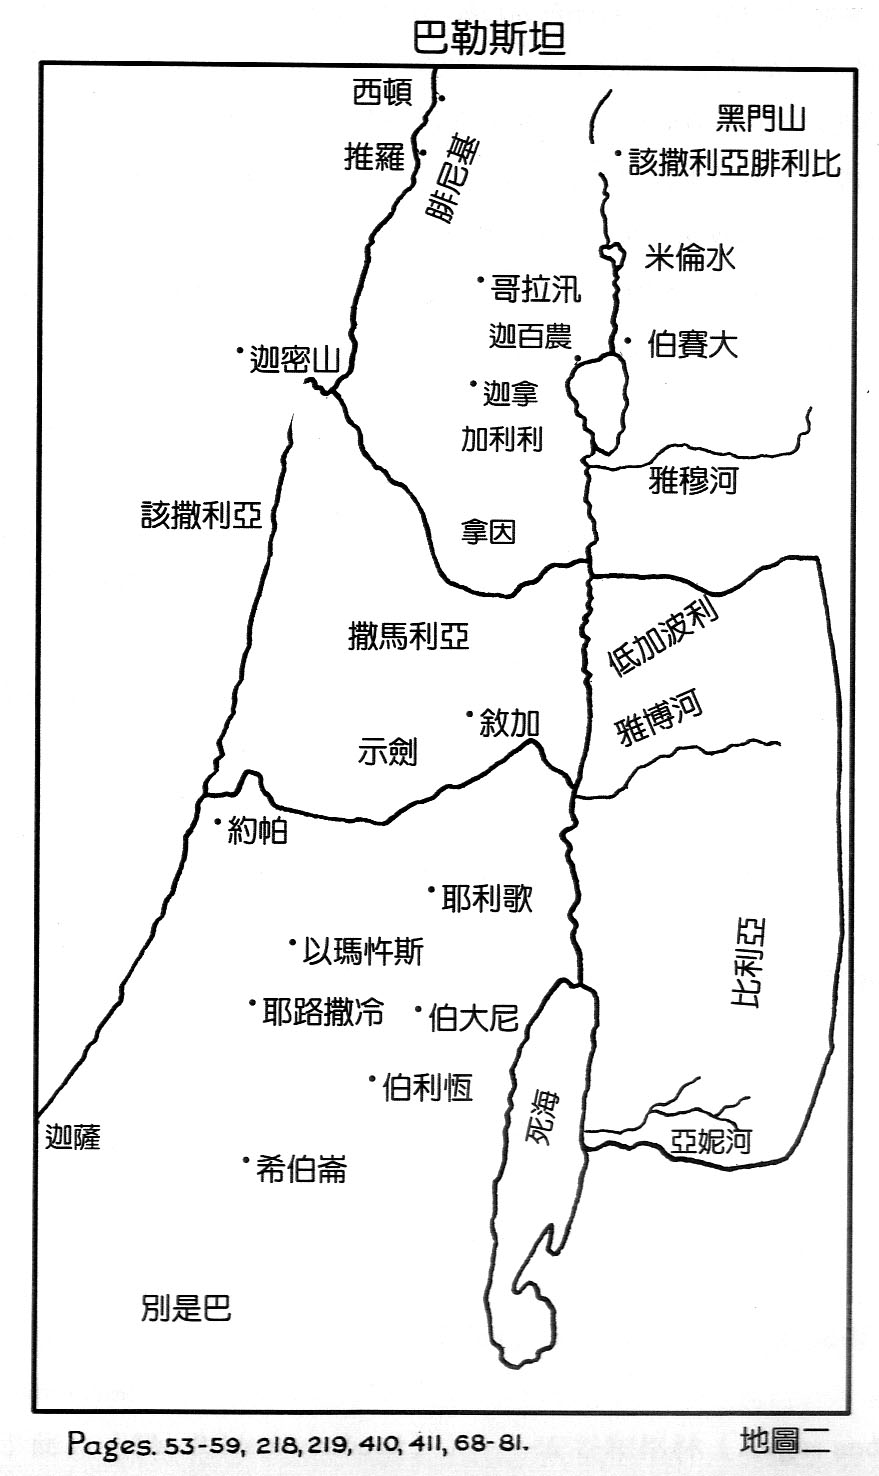 巴勒斯坦
西頓
黑門山
推羅
該撒利亞腓利比
腓尼基
米倫水
哥拉汛
迦百農
伯賽大
迦密山
迦拿
加利利
雅穆河
該撒利亞
拿因
撒馬利亞
低加波利
敘加
雅博河
示劍
約帕
耶利歌
以瑪忤斯
比利亞
耶路撒冷
伯大尼
伯利恆
死海
迦薩
亞妮河
希伯崙
別是巴
Pages. 53-59, 218, 219, 410, 411, 68-81.
地圖二